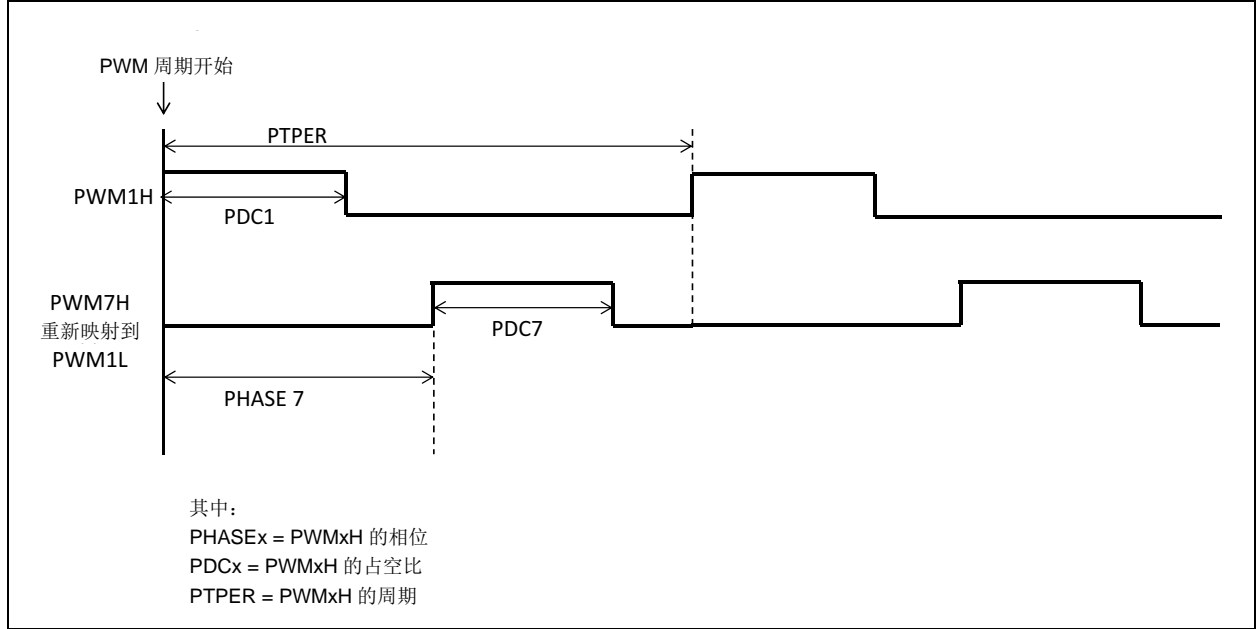 PWM 周期开始
PTPER
PWM1H
PDC1
PWM7H
重新映射到
PWM1L
PDC7
PHASE 7
其中：
PHASEx = PWMxH 的相位
PDCx = PWMxH 的占空比
PTPER = PWMxH 的周期